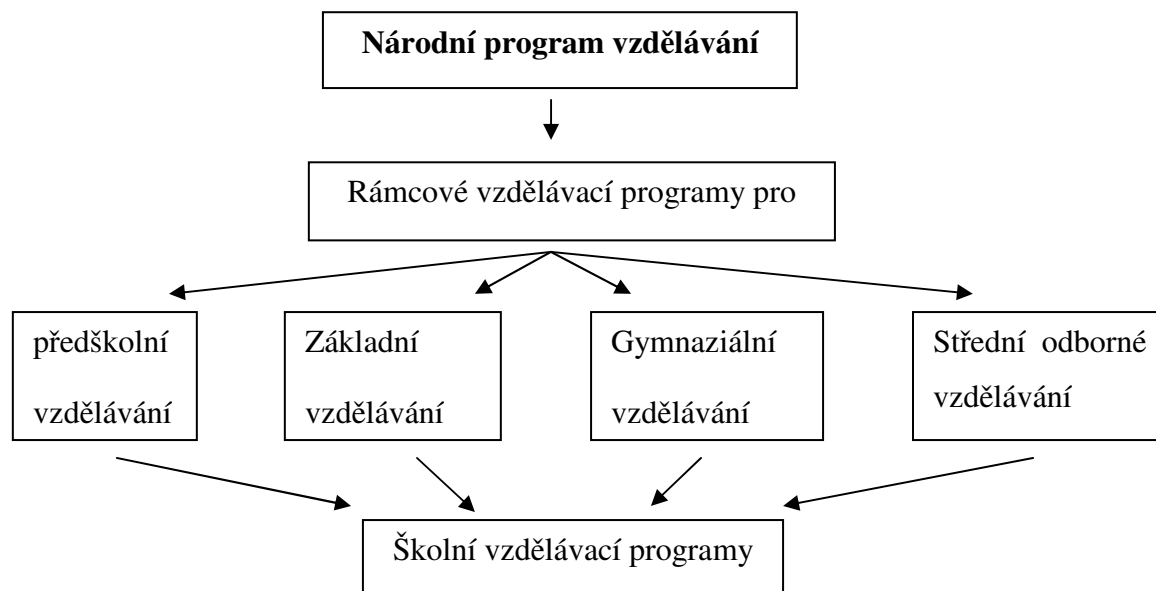 Národní program vzdělávání
Rámcové vzdělávací programy pro
předškolní
vzdělávání
Základní
vzdělávání
Gymnaziální
vzdělávání
Střední odborné
vzdělávání
Školní vzdělávací programy